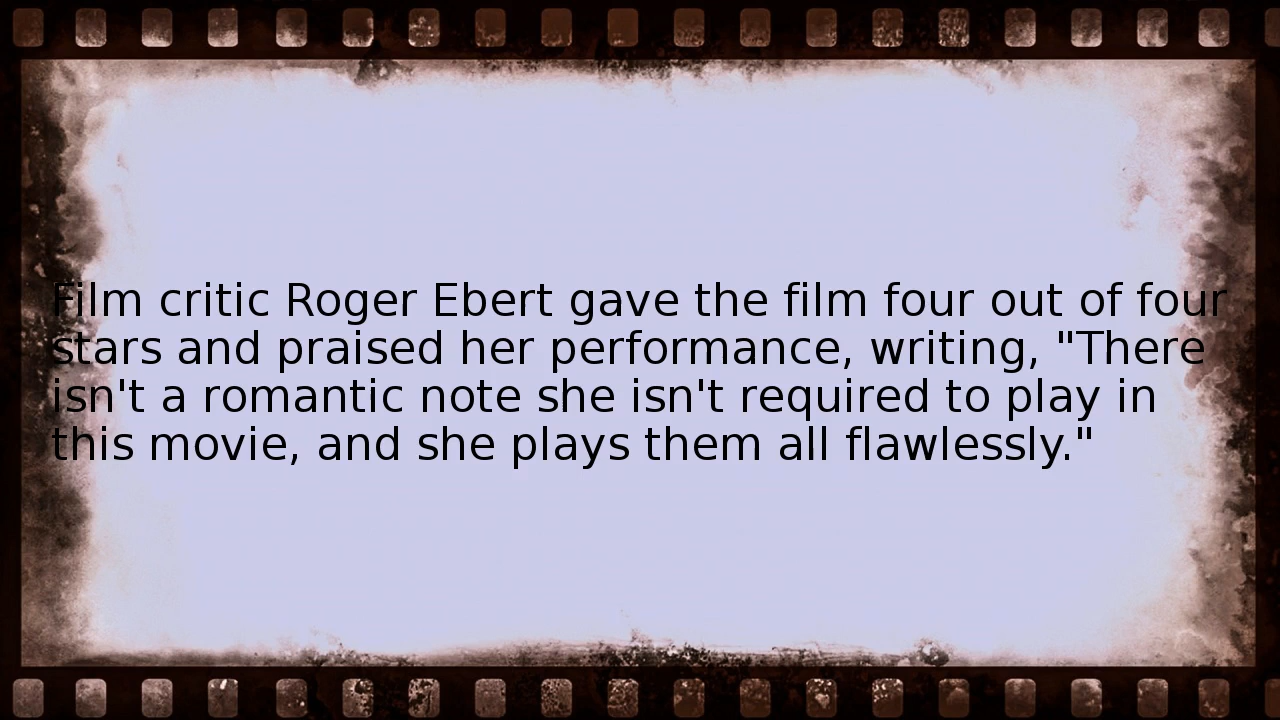 Film critic Roger Ebert gave the film four out of four
stars and praised her performance, writing, "There
isn't a romantic note she isn't required to play in
this movie, and she plays them all flawlessly."